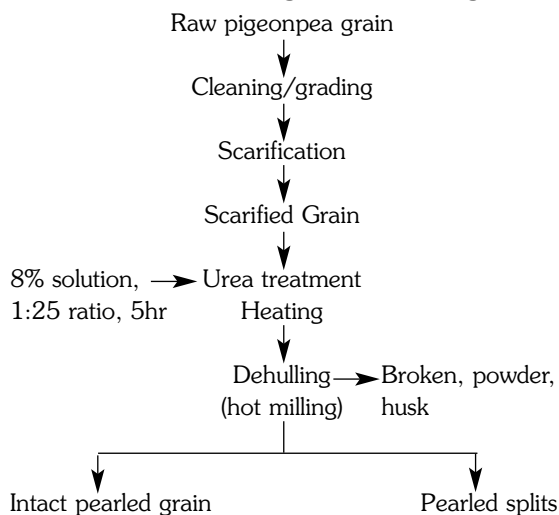 Raw pigeonpea grain
Cleaning/grading
Scarification
Scarified Grain
8% solution,
1:25 ratio, 5hr
Urea treatment
Heating
Dehulling
(hot milling)
Broken, powder,
husk
Intact pearled grain
Pearled splits